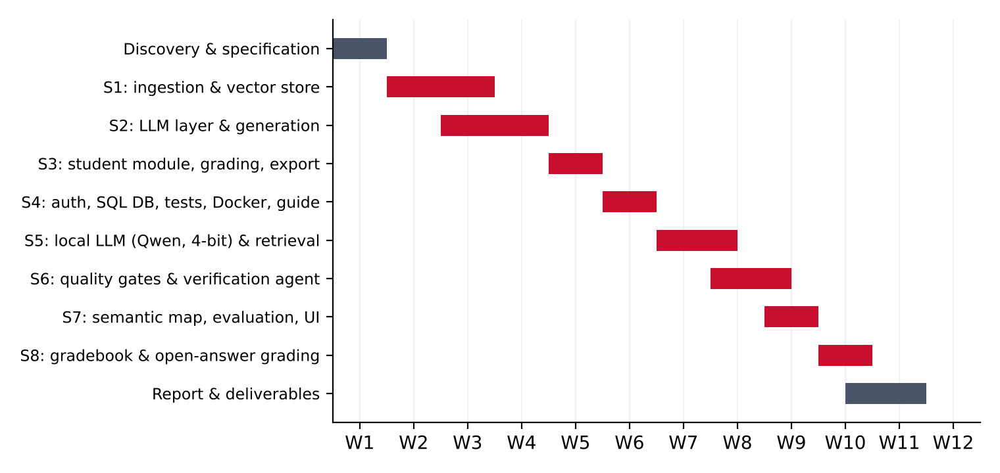 Discovery & specification
S1: ingestion & vector store
S2: LLM layer & generation
S3: student module, grading, export
S4: auth, SQL DB, tests, Docker, guide
S5: local LLM (Qwen, 4-bit) & retrieval
S6: quality gates & verification agent
S7: semantic map, evaluation, UI
S8: gradebook & open-answer grading
Report & deliverables
W1 W2 W3 W4 W5 W6 W7 W8 W9 W10 W11 W12